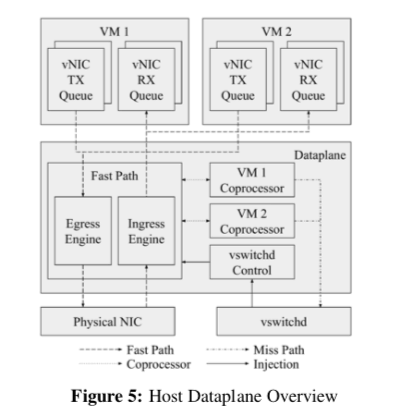 VM 1
VM 2
vNIC
TX
Queue
vNIC
RX
Queue
vNIC
TX
Queue
vNIC
RX
Queue
Dataplane
Fast Path
Egress
Engine
Ingress
Engine
VM 1
Coprocessor
VM 2
Coprocessor
vswitchd
Control
Physical NIC
vswitchd
Fast Path
Miss Path
Coprocessor
Injection
Figure 5: Host Dataplane Overview